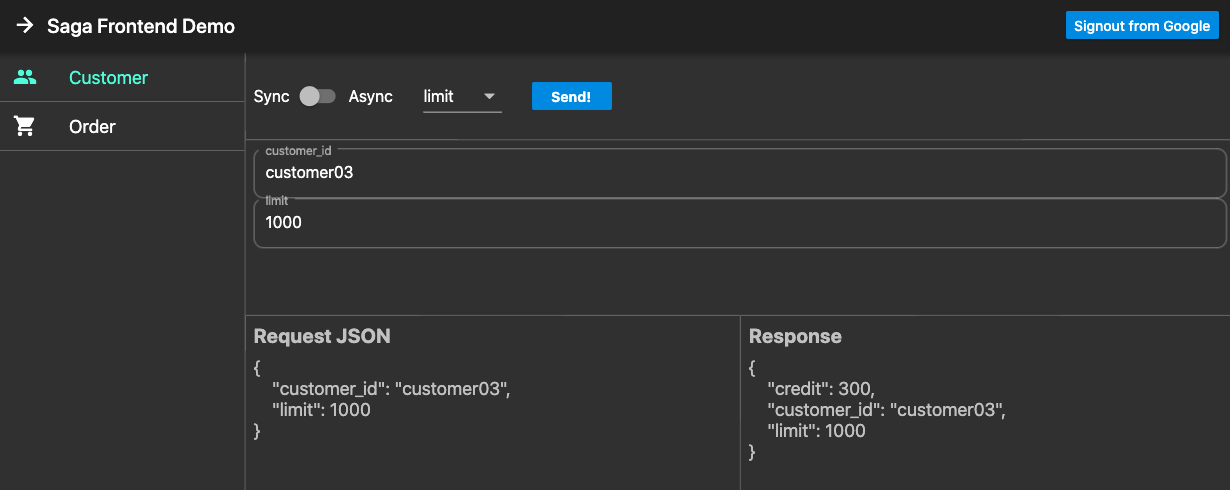 Saga Frontend Demo
Signout from Google
Customer
Order
Sync Async limit Send!
customer_id
customer03
limit
1000
Request JSON
{
"customer_id": "customer03",
"limit": 1000
}
Response
{
"credit": 300,
"customer_id": "customer03",
"limit": 1000
}